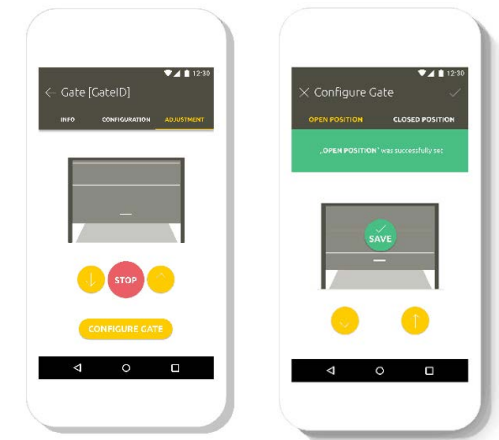 12:30
Gate [GateID]
INFO CONFIGURATION ADJUSTMENT
STOP
CONFIGURE GATE
12:30
Configure Gate
OPEN POSITION CLOSED POSITION
„OPEN POSITION" was successfully set
SAVE